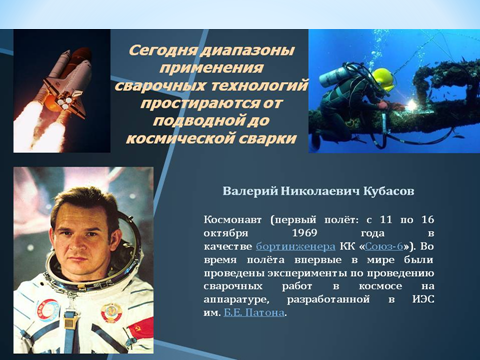 Сегодня диапазоны
применения
сварочных технологий
простираются от
подводной до
космической сварки
Валерий Николаевич Кубасов
Космонавт (первый полёт: с 11 по 16
октября 1969 года в
качестве бортинженера КК «Союз-6»). Во
время полёта впервые в мире были
проведены эксперименты по проведению
сварочных работ в космосе на
аппаратуре, разработанной в ИЭС
им. Б.Е. Патона.